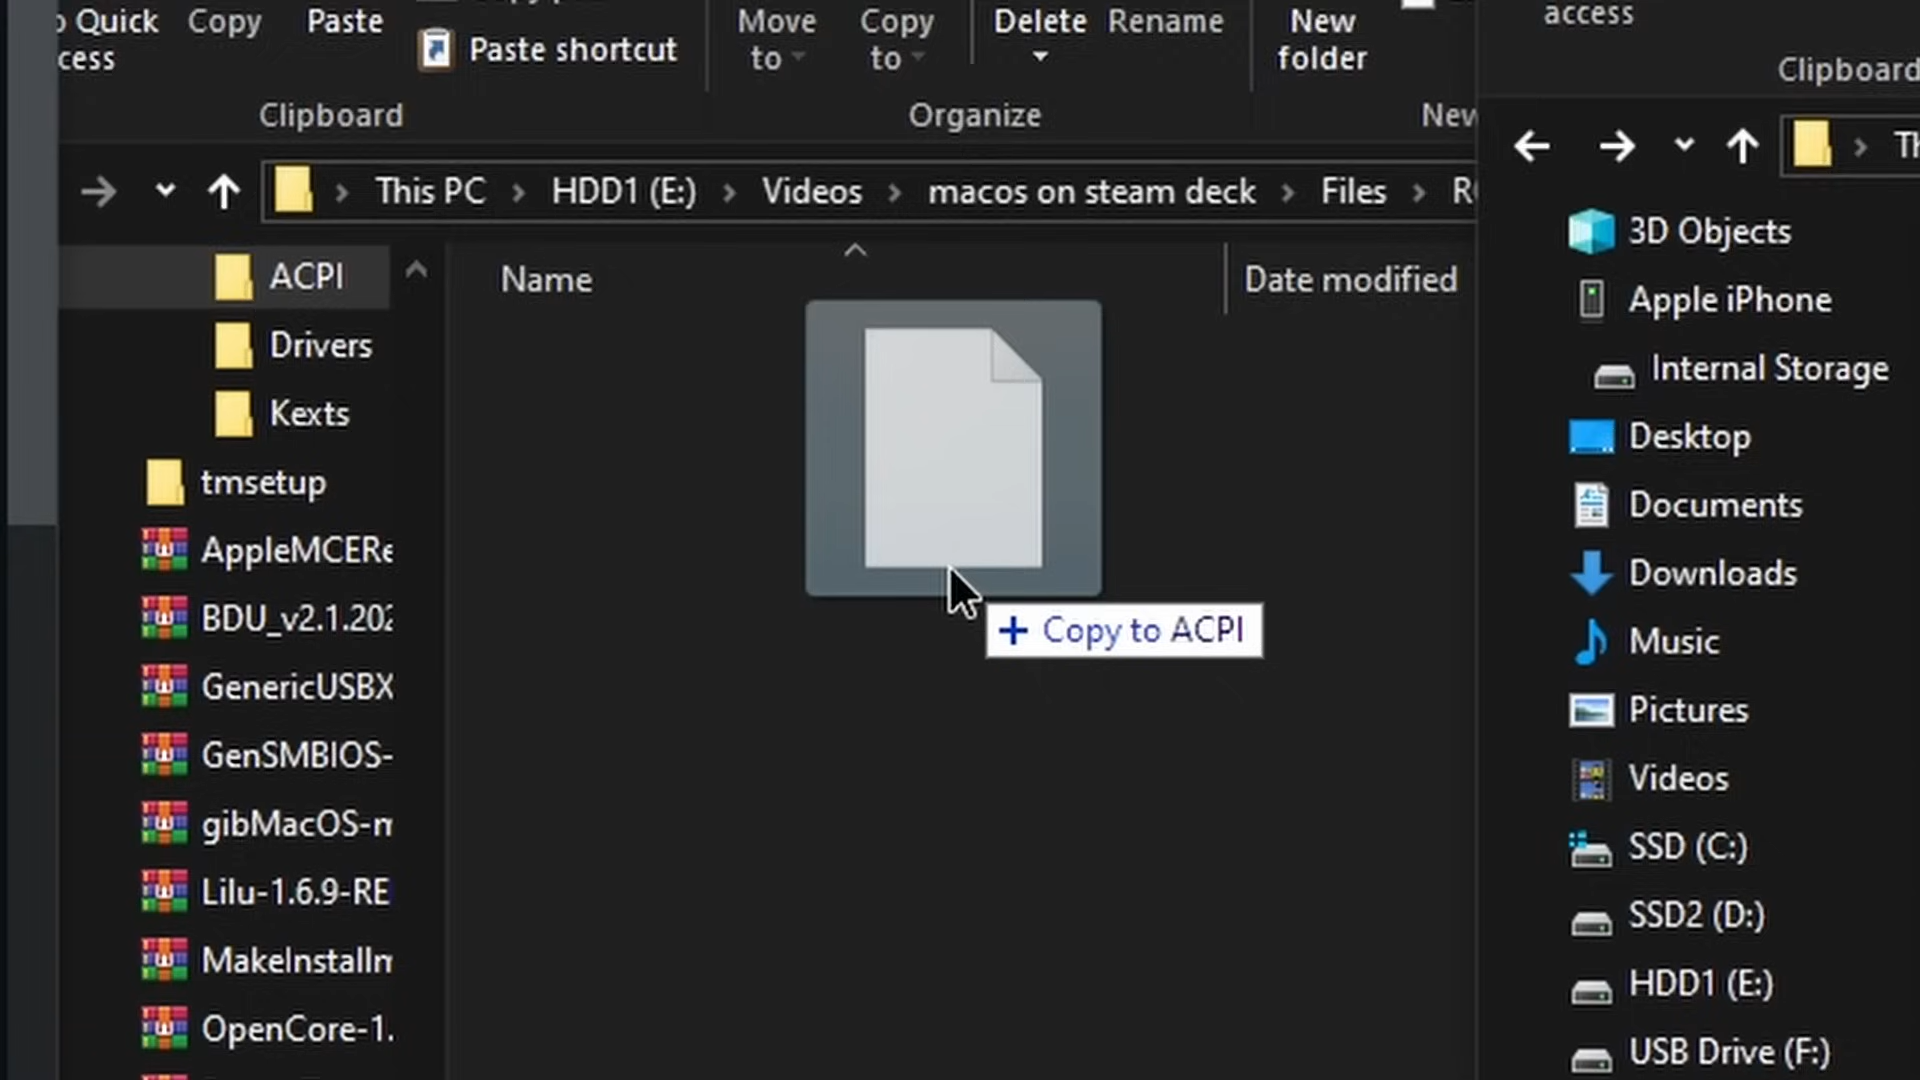 Quick
Copy
Paste
cess
Paste shortcut
Move
to
Copy
to
Delete
Rename
New
folder
Clipboard
Organize
New
This PC > HDD1 (E:) > Videos > macos on steam deck > Files >
ACPI
Drivers
Kexts
tmsetup
AppleMCERe
BDU_v2.1.202
GenericUSBX
GenSMBIOS-
gibMacOS-m
Lilu-1.6.9-RE
MakeInstallm
OpenCore-1.
Name
Date modified
+ Copy to ACPI
access
Clipboard
3D Objects
Apple iPhone
Internal Storage
Desktop
Documents
Downloads
Music
Pictures
Videos
SSD (C:)
SSD2 (D:)
HDD1 (E:)
USB Drive (F:)